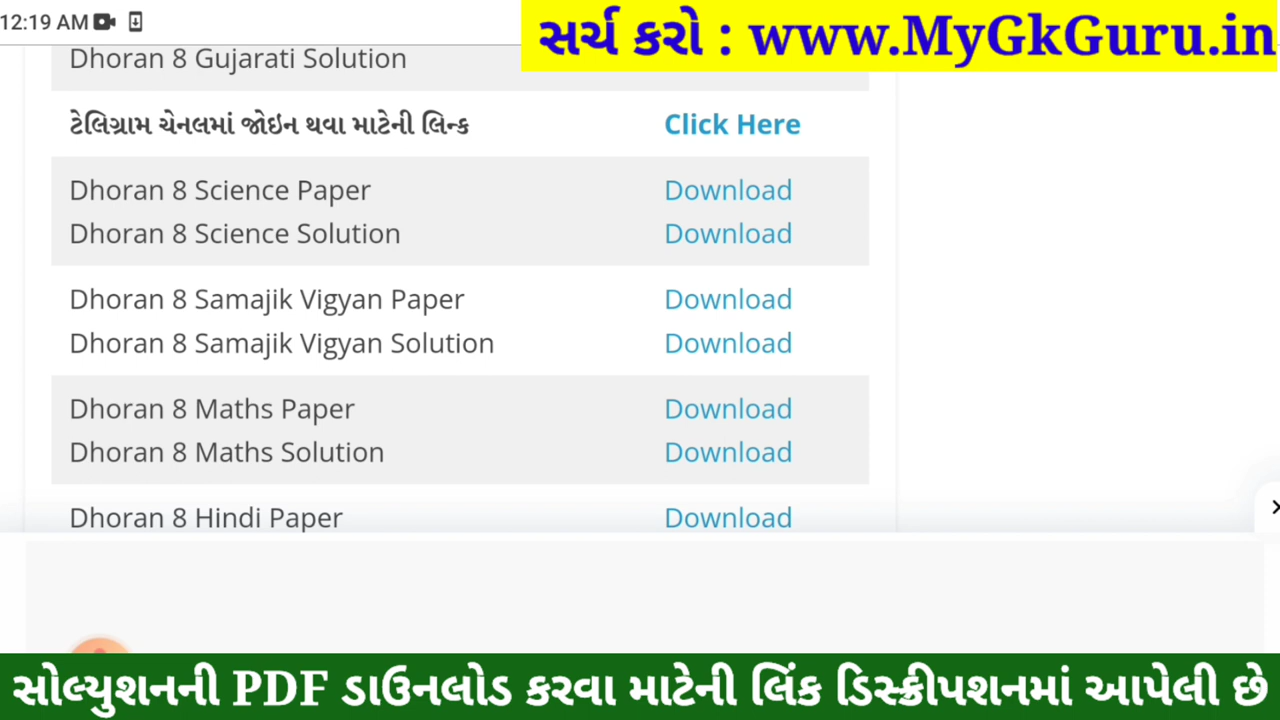 12:19 AM
સર્ચ કરો : www.MyGkGuru.in
Dhoran 8 Gujarati Solution
ટેલિગ્રામ ચેનલમાં જોઇન થવા માટેની લિન્ક Click Here
Dhoran 8 Science Paper Download
Dhoran 8 Science Solution Download
Dhoran 8 Samajik Vigyan Paper Download
Dhoran 8 Samajik Vigyan Solution Download
Dhoran 8 Maths Paper Download
Dhoran 8 Maths Solution Download
Dhoran 8 Hindi Paper Download
સોલ્યુશનની PDF ડાઉનલોડ કરવા માટેની લિંક ડિસ્ક્રીપશનમાં આપેલી છે